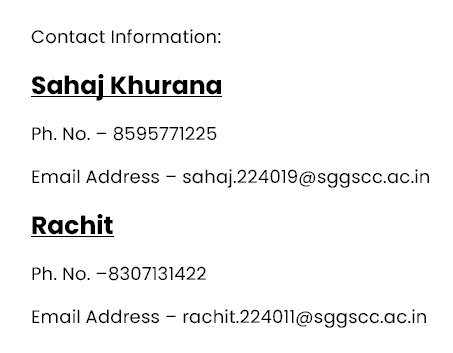 Contact Information:
Sahaj Khurana
Ph. No. – 8595771225
Email Address – sahaj.224019@sggscc.ac.in
Rachit
Ph. No. –8307131422
Email Address – rachit.224011@sggscc.ac.in